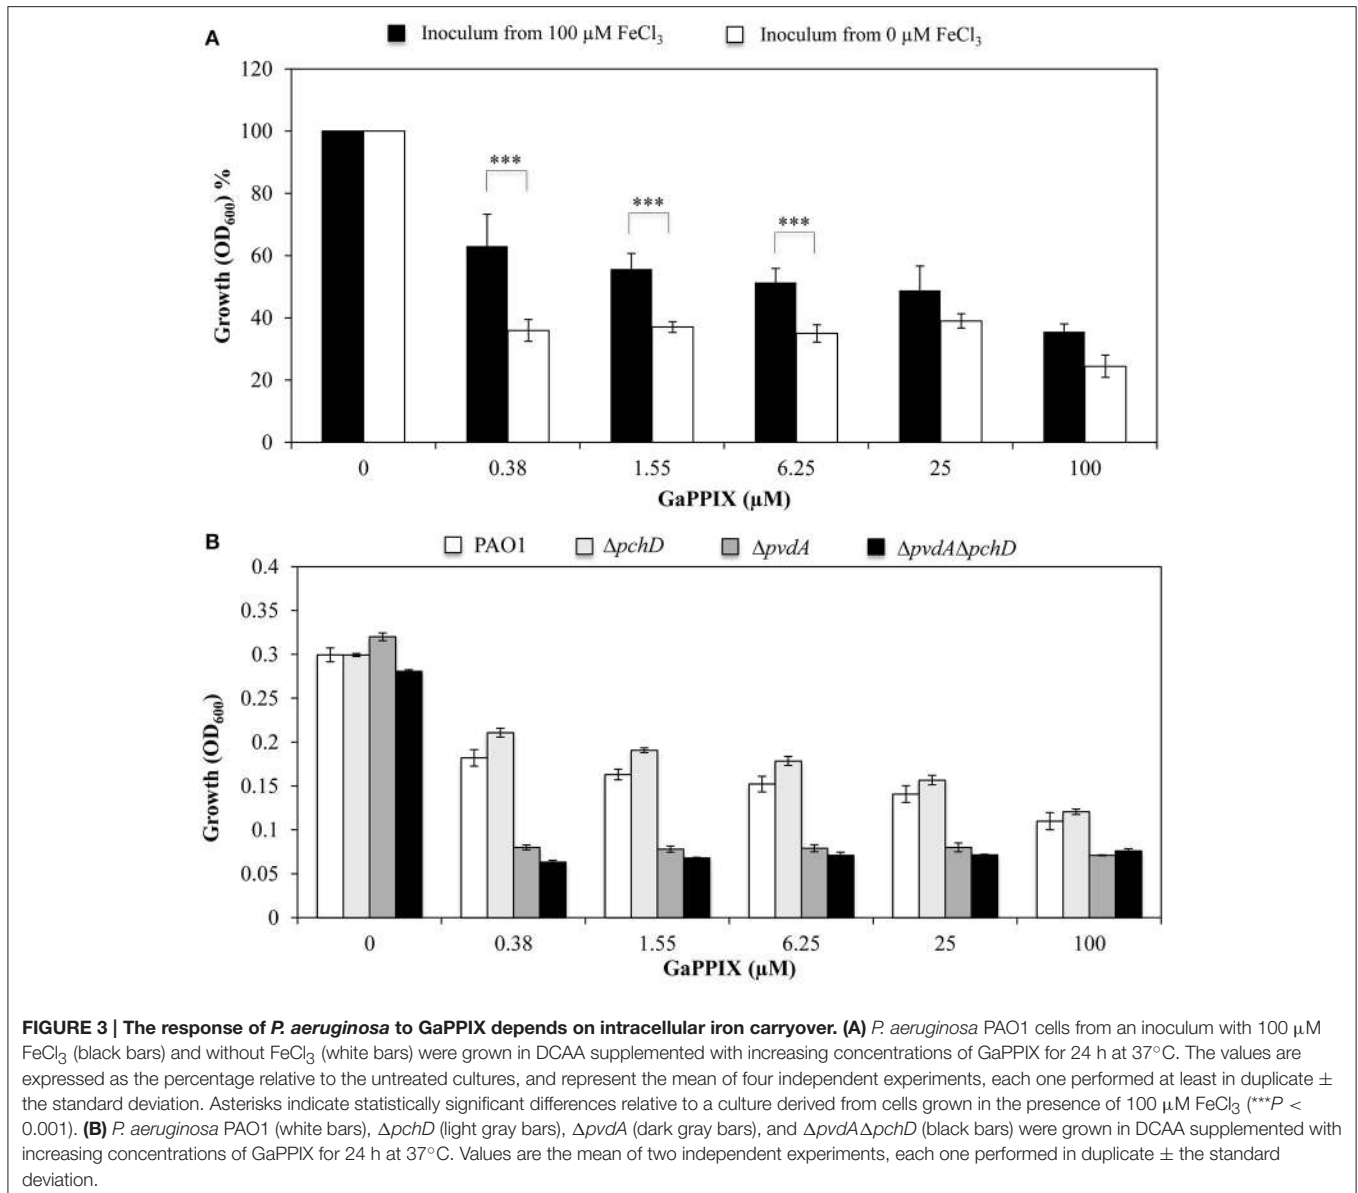 A
Inoculum from 100 µM FeCl₃
Inoculum from 0 µM FeCl₃
120
100
80
60
40
20
0
Growth (OD₆₀₀) %
***
***
***
0 0.38 1.55 6.25 25 100
GaPPIX (µM)
B
PAO1 ΔpchD ΔpvdA ΔpvdAΔpchD
0.4
0.35
0.3
0.25
0.2
0.15
0.1
0.05
0
Growth (OD₆₀₀)
0 0.38 1.55 6.25 25 100
GaPPIX (µM)
FIGURE 3 | The response of P. aeruginosa to GaPPIX depends on intracellular iron carryover. (A) P. aeruginosa PAO1 cells from an inoculum with 100 µM
FeCl₃ (black bars) and without FeCl₃ (white bars) were grown in DCAA supplemented with increasing concentrations of GaPPIX for 24 h at 37°C. The values are
expressed as the percentage relative to the untreated cultures, and represent the mean of four independent experiments, each one performed at least in duplicate ±
the standard deviation. Asterisks indicate statistically significant differences relative to a culture derived from cells grown in the presence of 100 µM FeCl₃ (***P <
0.001). (B) P. aeruginosa PAO1 (white bars), ΔpchD (light gray bars), ΔpvdA (dark gray bars), and ΔpvdAΔpchD (black bars) were grown in DCAA supplemented with
increasing concentrations of GaPPIX for 24 h at 37°C. Values are the mean of two independent experiments, each one performed in duplicate ± the standard
deviation.